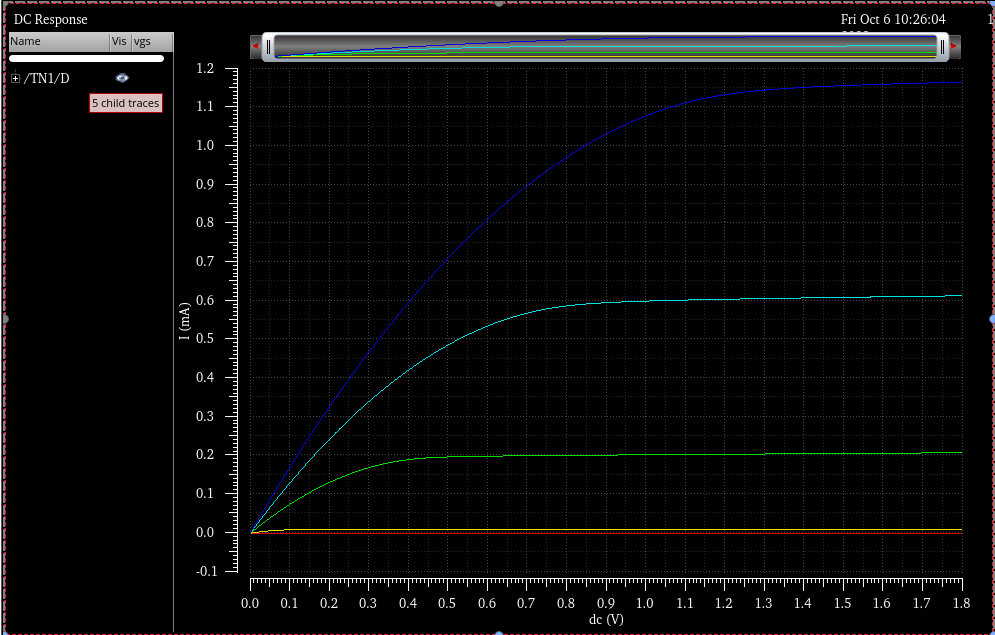 DC Response
Fri Oct 6 10:26:04
1
Name Vis vgs
/TN1/D
5 child traces
1.2
1.1
1.0
0.9
0.8
0.7
0.6
0.5
0.4
0.3
0.2
0.1
0.0
-0.1
I (mA)
0.0 0.1 0.2 0.3 0.4 0.5 0.6 0.7 0.8 0.9 1.0 1.1 1.2 1.3 1.4 1.5 1.6 1.7 1.8
dc (V)